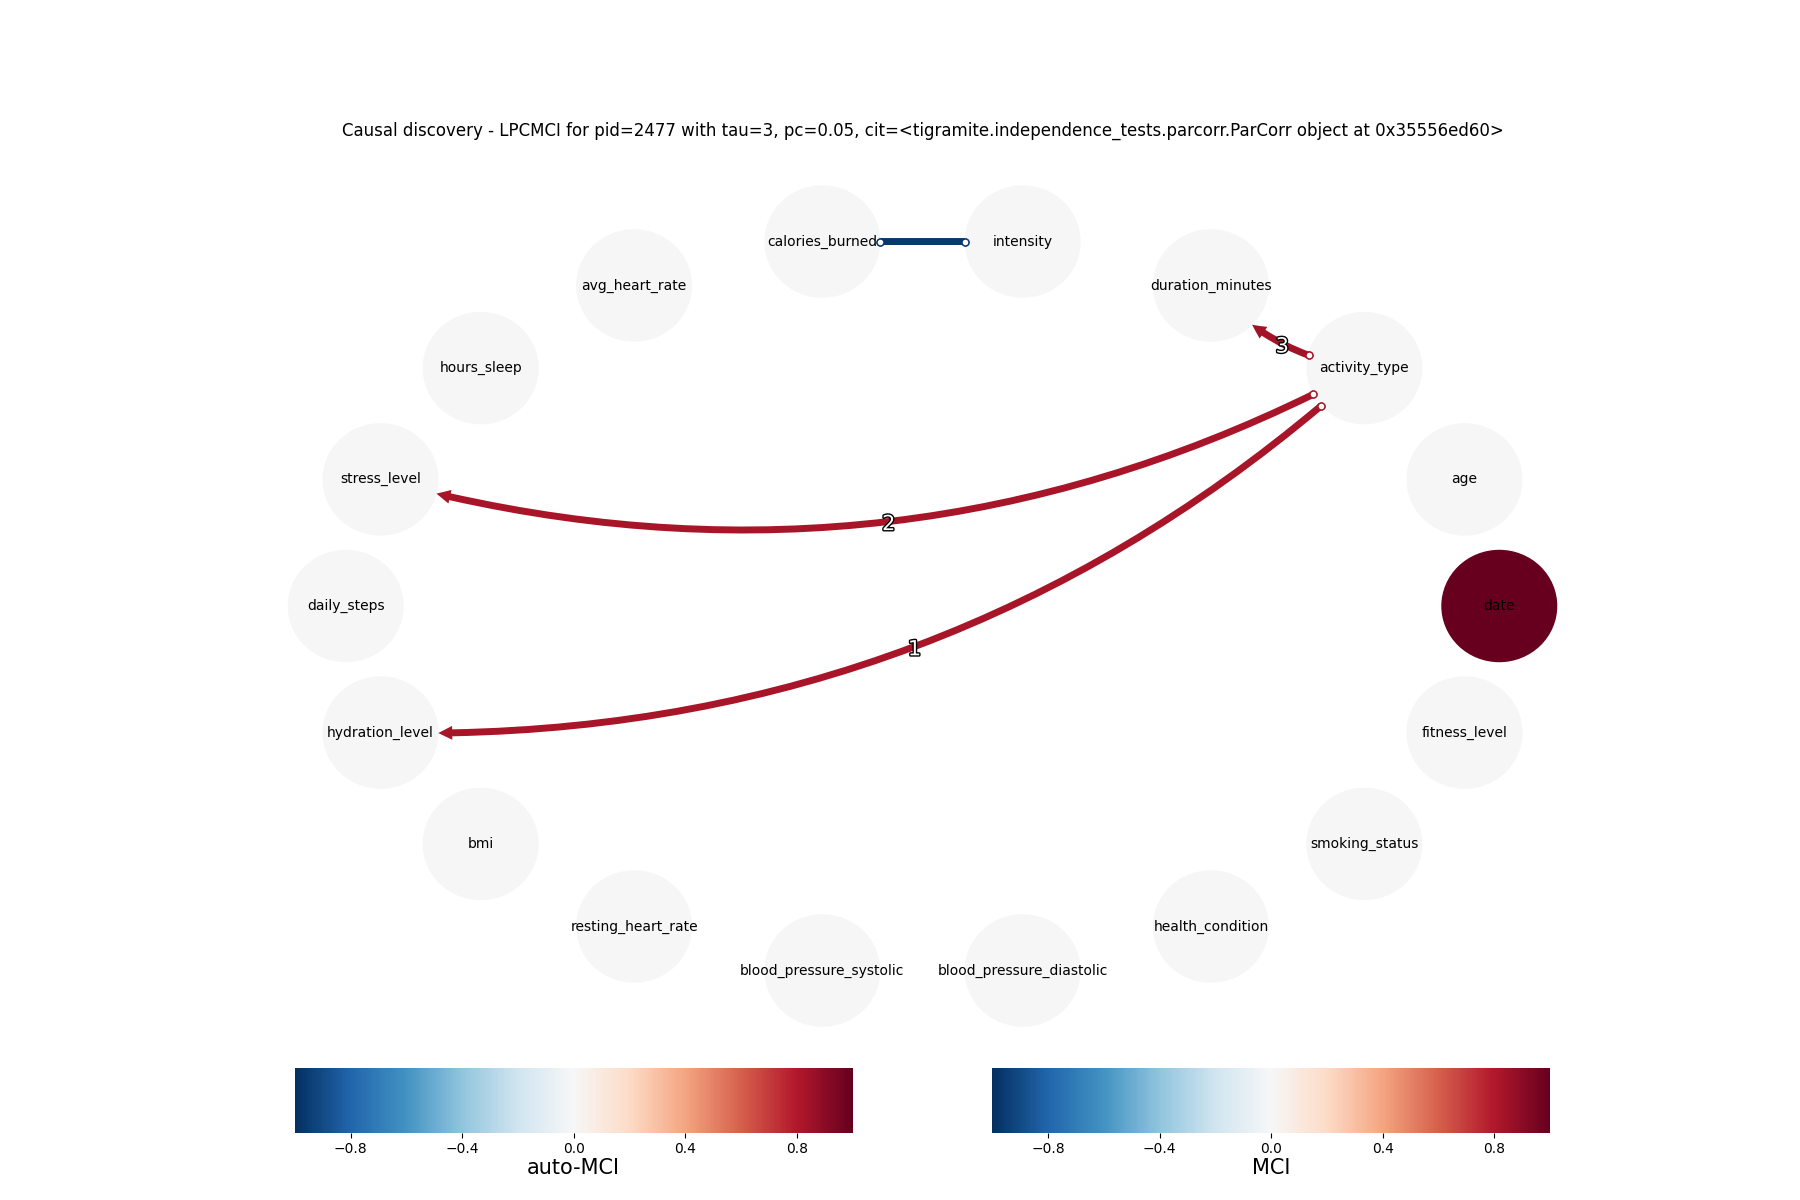 Causal discovery - LPCMCI for pid=2477 with tau=3, pc=0.05, cit=<tigramite.independence_tests.parcorr.ParCorr object at 0x35556ed60>
calories_burned
intensity
avg_heart_rate
duration_minutes
3
hours_sleep
activity_type
stress_level
age
2
daily_steps
date
1
hydration_level
fitness_level
bmi
smoking_status
resting_heart_rate
health_condition
blood_pressure_systolic
blood_pressure_diastolic
−0.8 −0.4 0.0 0.4 0.8
auto-MCI
−0.8 −0.4 0.0 0.4 0.8
MCI